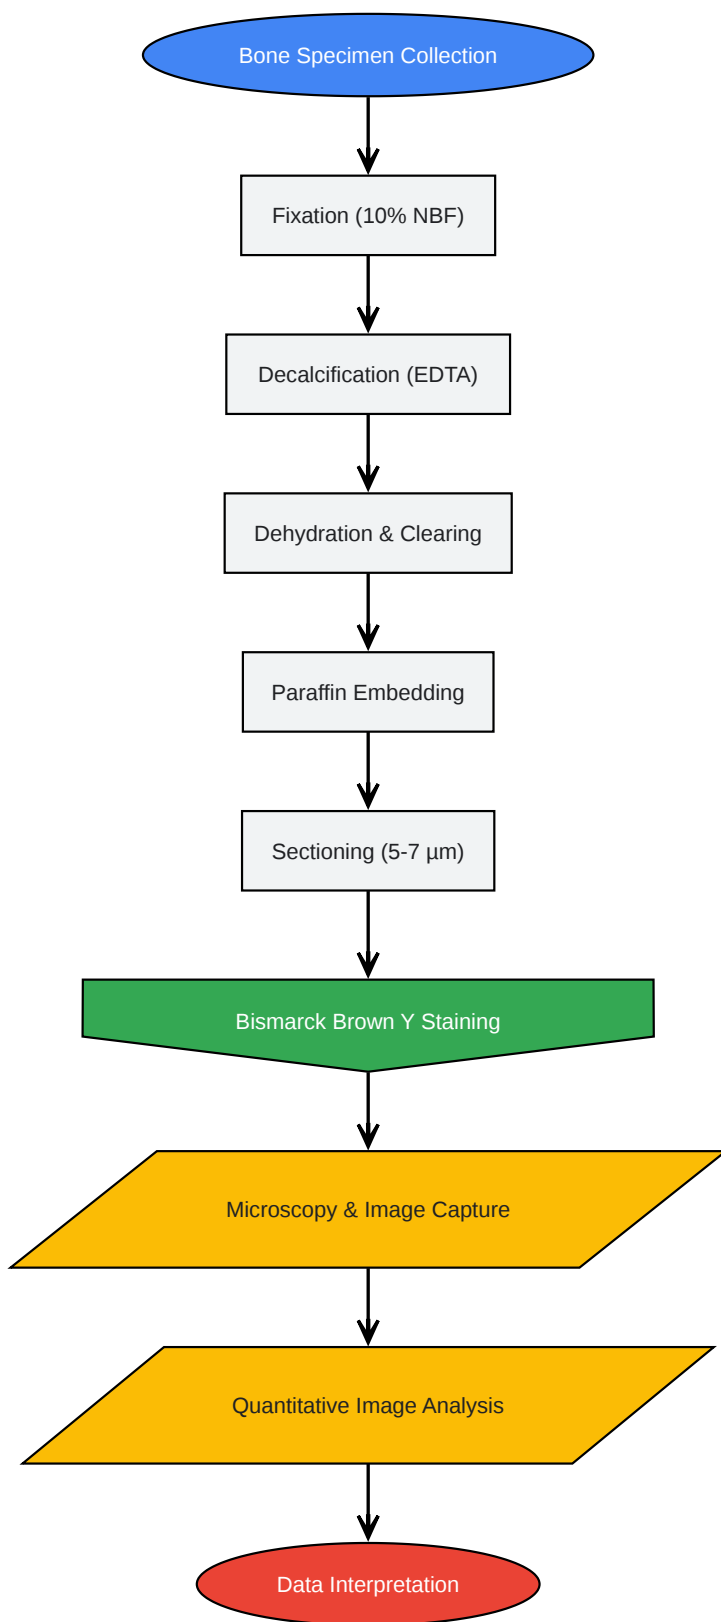 Bone Specimen Collection
Fixation (10% NBF)
Decalcification (EDTA)
Dehydration & Clearing
Paraffin Embedding
Sectioning (5-7 µm)
Bismarck Brown Y Staining
Microscopy & Image Capture
Quantitative Image Analysis
Data Interpretation